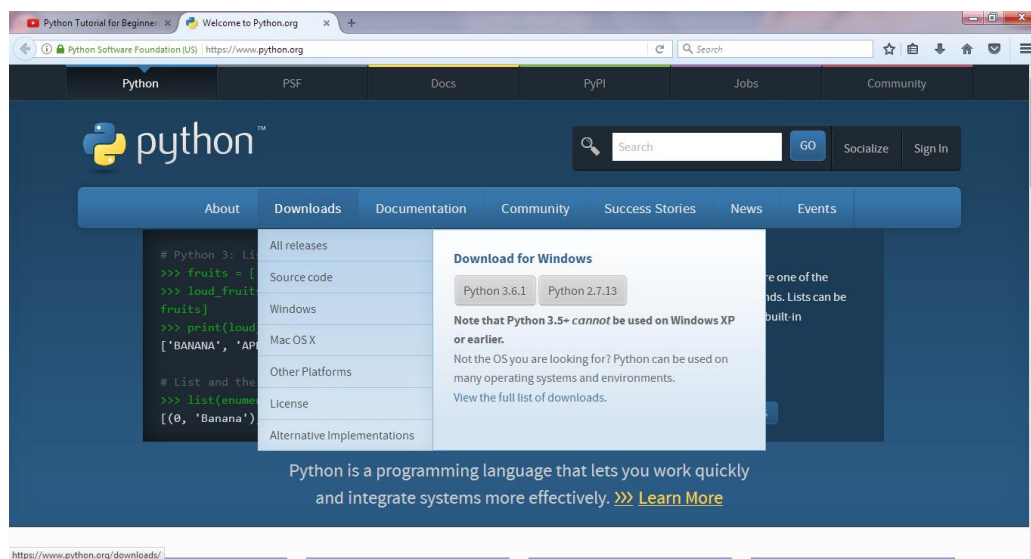 Python Tutorial for Beginner
Welcome to Python.org
Python Software Foundation (US)
https://www.python.org
Search
Python
PSF
Docs
PyPI
Jobs
Community
python™
Search
GO
Socialize
Sign In
About
Downloads
Documentation
Community
Success Stories
News
Events
# Python 3: Li
>>> fruits = [
>>> loud_fruit
fruits]
>>> print(loud
['BANANA', 'AP
# List and the
>>> list(enume
[(0, 'Banana')
All releases
Source code
Windows
Mac OS X
Other Platforms
License
Alternative Implementations
Download for Windows
Python 3.6.1
Python 2.7.13
Note that Python 3.5+ cannot be used on Windows XP
or earlier.
Not the OS you are looking for? Python can be used on
many operating systems and environments.
View the full list of downloads.
re one of the
nds. Lists can be
built-in
Python is a programming language that lets you work quickly
and integrate systems more effectively. >>> Learn More
https://www.python.org/downloads/